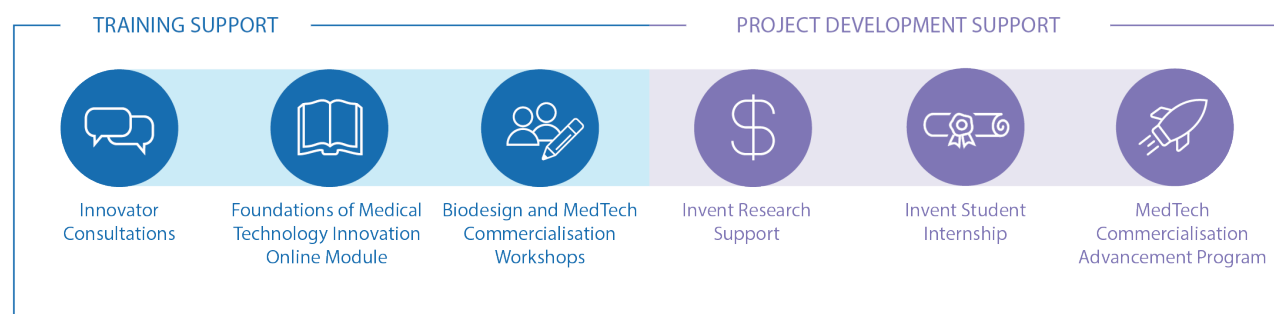 TRAINING SUPPORT
PROJECT DEVELOPMENT SUPPORT
Innovator
Consultations
Foundations of Medical
Technology Innovation
Online Module
Biodesign and MedTech
Commercialisation
Workshops
Invent Research
Support
Invent Student
Internship
MedTech
Commercialisation
Advancement Program